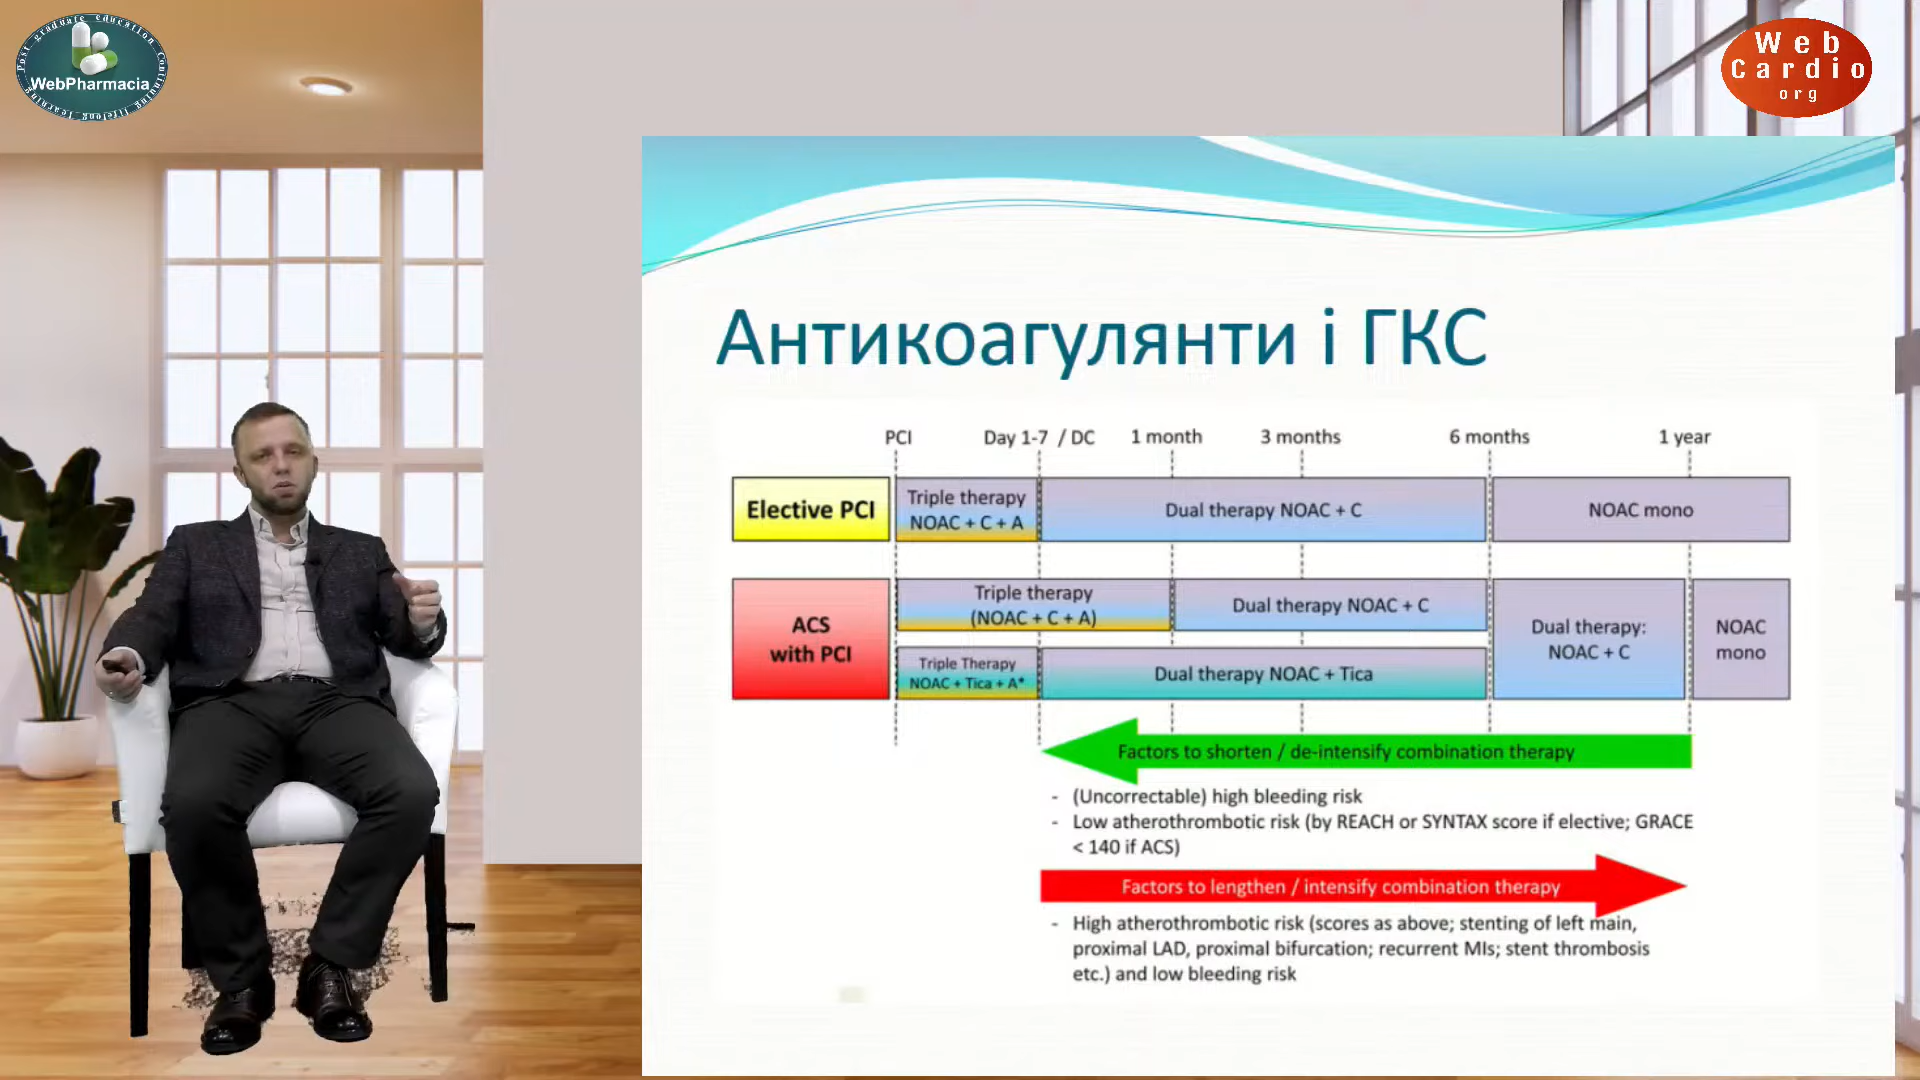 Post graduate education Continuing lifelong learning
WebPharmacia
Web
Cardio
org
Антикоагулянти і ГКС
PCI Day 1-7 / DC 1 month 3 months 6 months 1 year
Elective PCI
Triple therapy
NOAC + C + A
Dual therapy NOAC + C
NOAC mono
ACS
with PCI
Triple therapy
(NOAC + C + A)
Dual therapy NOAC + C
Triple Therapy
NOAC + Tica + A*
Dual therapy NOAC + Tica
Dual therapy:
NOAC + C
NOAC
mono
Factors to shorten / de-intensify combination therapy
- (Uncorrectable) high bleeding risk
- Low atherothrombotic risk (by REACH or SYNTAX score if elective; GRACE
< 140 if ACS)
Factors to lengthen / intensify combination therapy
- High atherothrombotic risk (scores as above; stenting of left main,
proximal LAD, proximal bifurcation; recurrent MIs; stent thrombosis
etc.) and low bleeding risk